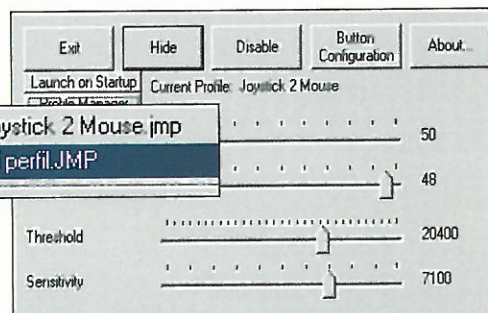 Exit Hide Disable Button Configuration About...
Launch on Startup Current Profile: Joystick 2 Mouse
Profile Manager
ystick 2 Mouse.jmp
perfil.JMP
50
48
Threshold 20400
Sensitivity 7100